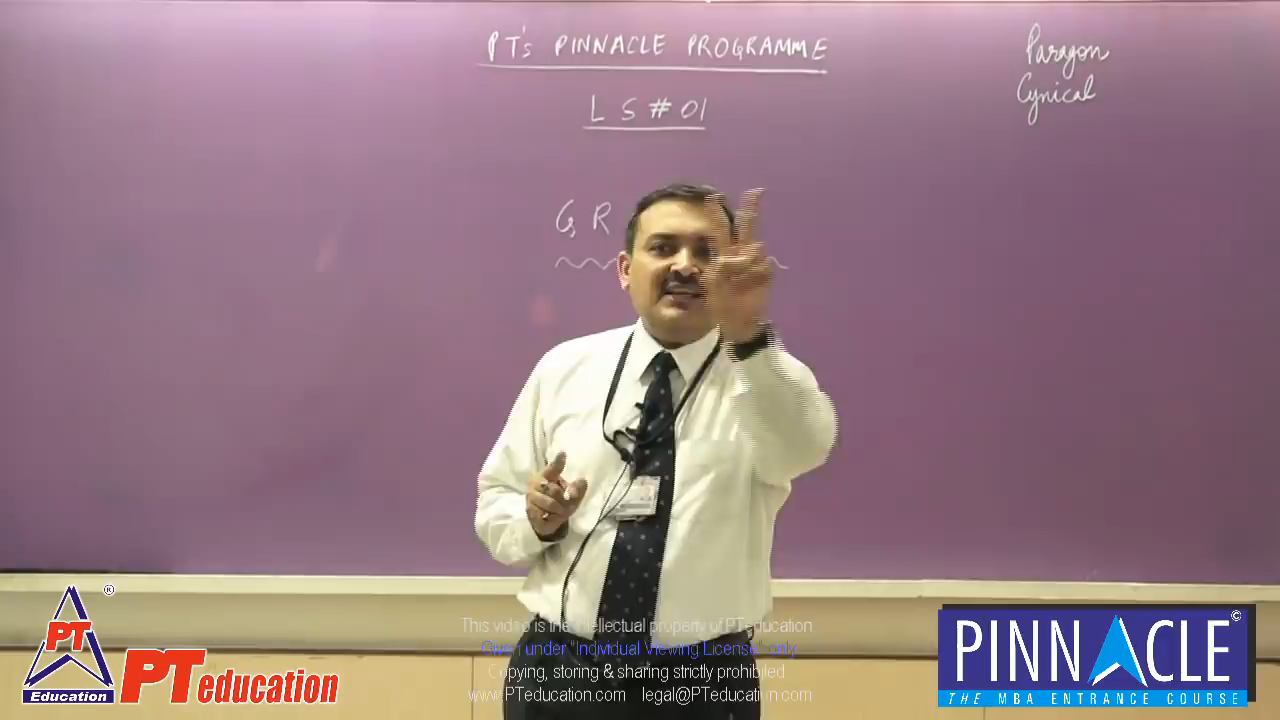 PT's PINNACLE PROGRAMME
L S # 01
G R
Paragon
Cynical
This video is the intellectual property of PTeducation
Given under "Individual Viewing License" only
Copying, storing & sharing strictly prohibited
www.PTeducation.com legal@PTeducation.com
PT
Education
®
PT education
PINNACLE
©
THE MBA ENTRANCE COURSE